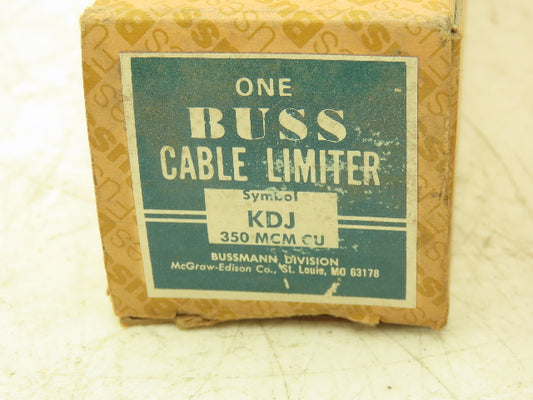 ONE
BUSS
CABLE LIMITER
Symbol
KDJ
350 MCM CU
BUSSMANN DIVISION
McGraw-Edison Co., St. Louis, MO 63178